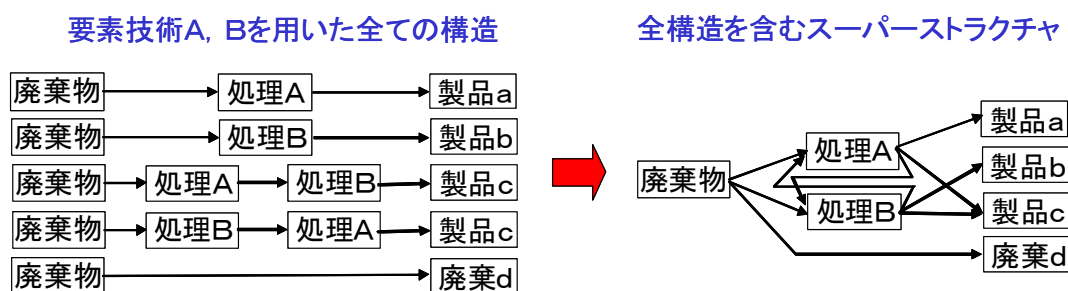 要素技術A, Bを用いた全ての構造
廃棄物 処理A 製品a
廃棄物 処理B 製品b
廃棄物 処理A 処理B 製品c
廃棄物 処理B 処理A 製品c
廃棄物 廃棄d
全構造を含むスーパーストラクチャ
廃棄物
処理A
処理B
製品a
製品b
製品c
廃棄d